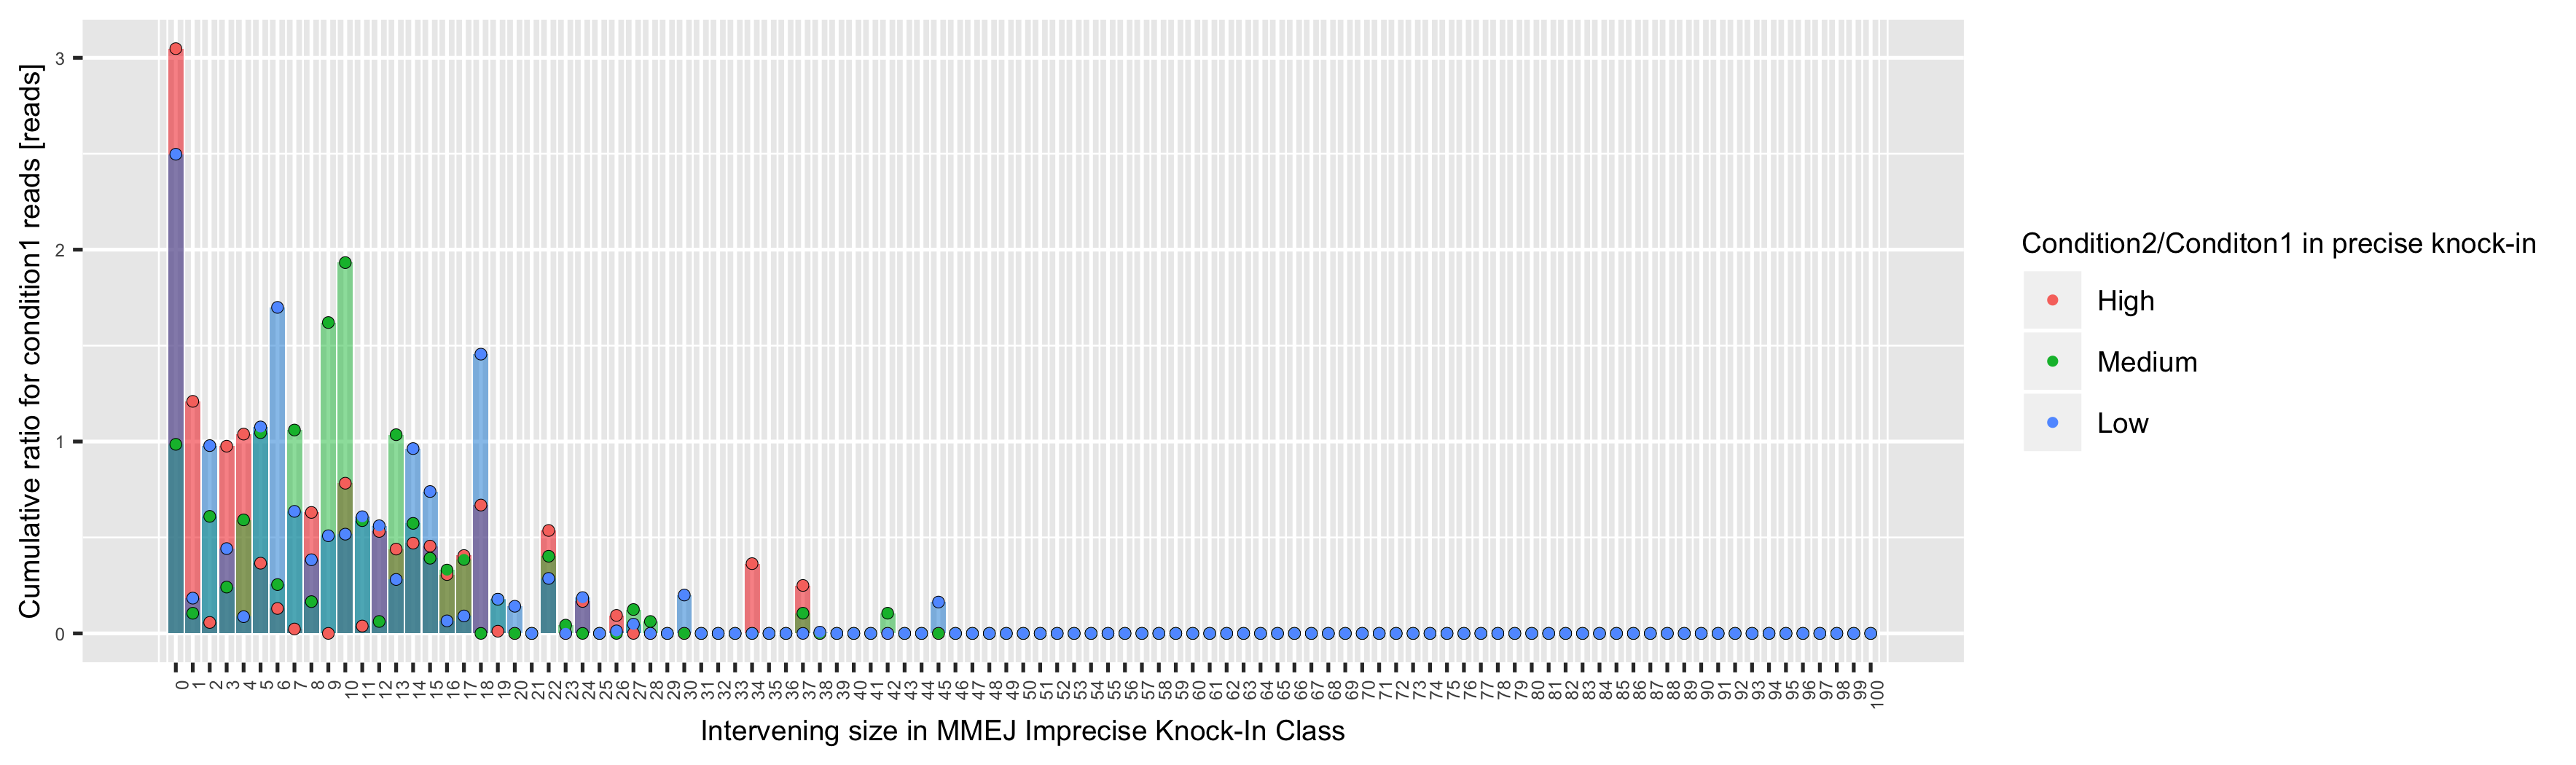 Cumulative ratio for condition1 reads [reads]
3
2
1
0
0 1 2 3 4 5 6 7 8 9 10 11 12 13 14 15 16 17 18 19 20 21 22 23 24 25 26 27 28 29 30 31 32 33 34 35 36 37 38 39 40 41 42 43 44 45 46 47 48 49 50 51 52 53 54 55 56 57 58 59 60 61 62 63 64 65 66 67 68 69 70 71 72 73 74 75 76 77 78 79 80 81 82 83 84 85 86 87 88 89 90 91 92 93 94 95 96 97 98 99 100
Intervening size in MMEJ Imprecise Knock-In Class
Condition2/Conditon1 in precise knock-in
High
Medium
Low